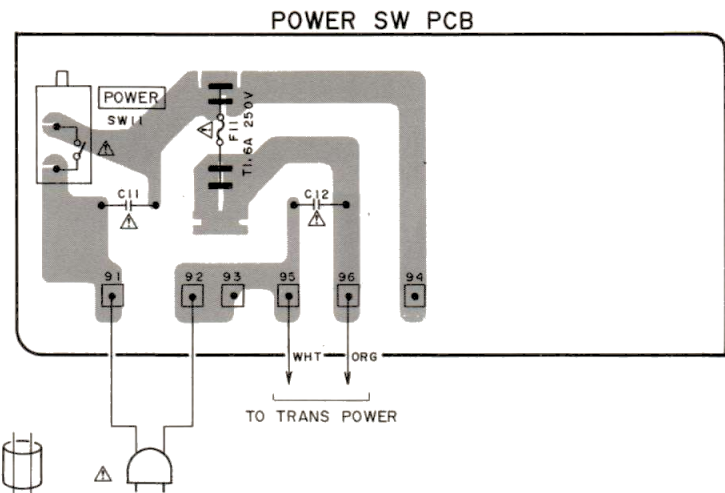 POWER SW PCB
POWER
SW11
F11
T1.6A 250V
C11
C12
91
92
93
95
96
94
WHT
ORG
TO TRANS POWER